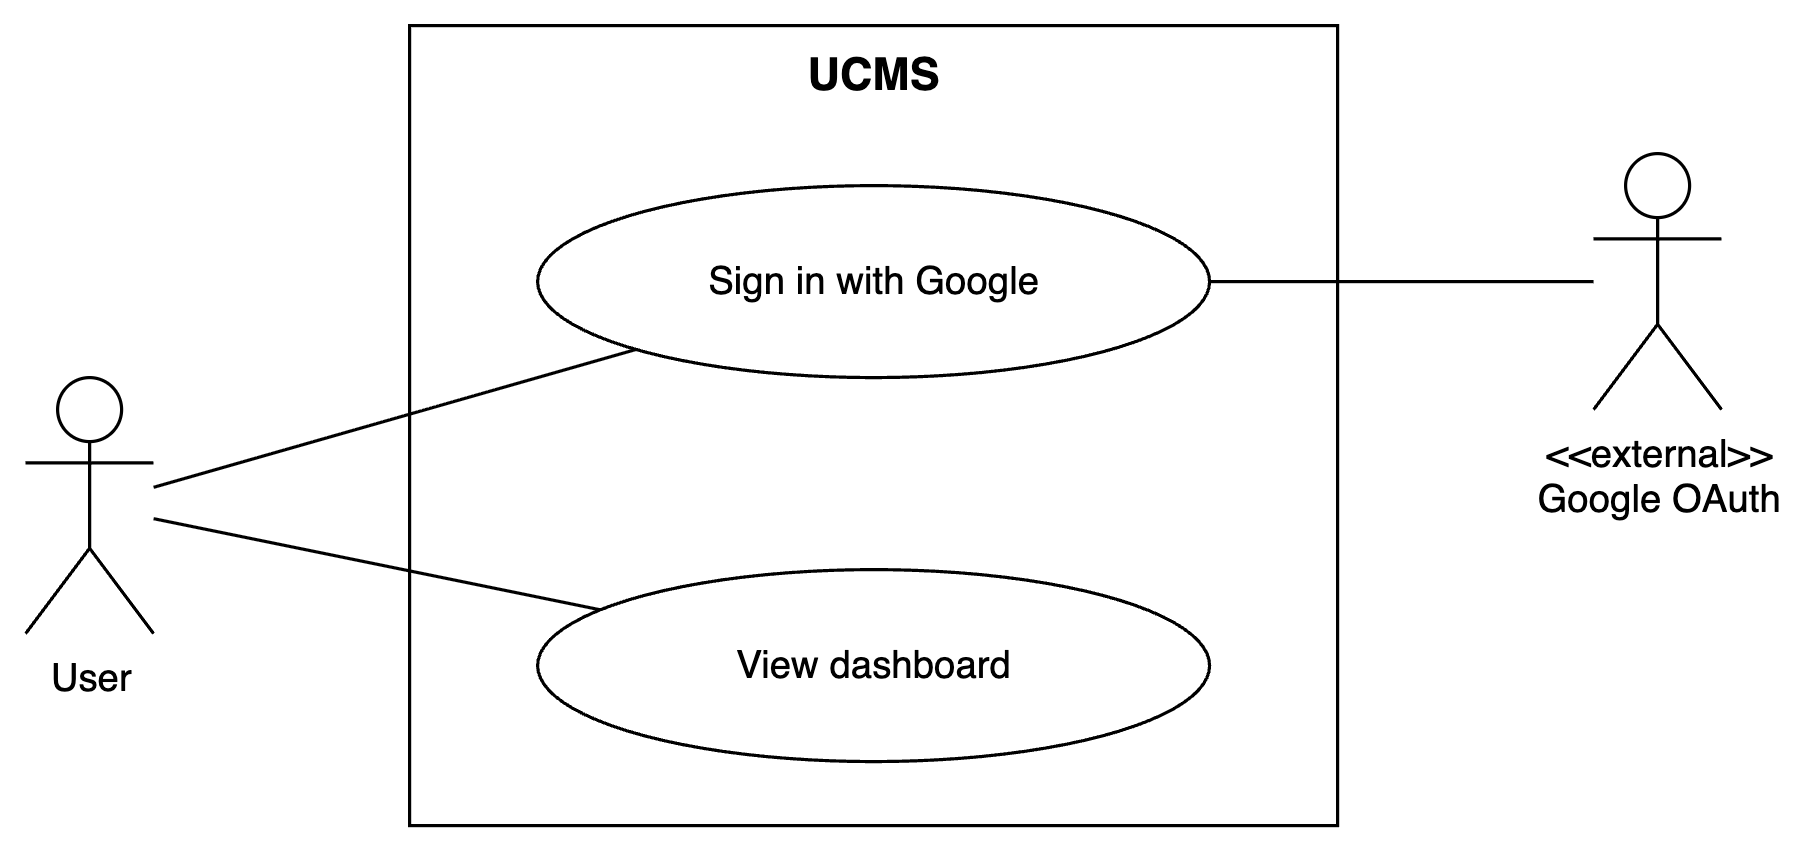 UCMS
Sign in with Google
<<external>>
Google OAuth
User
View dashboard